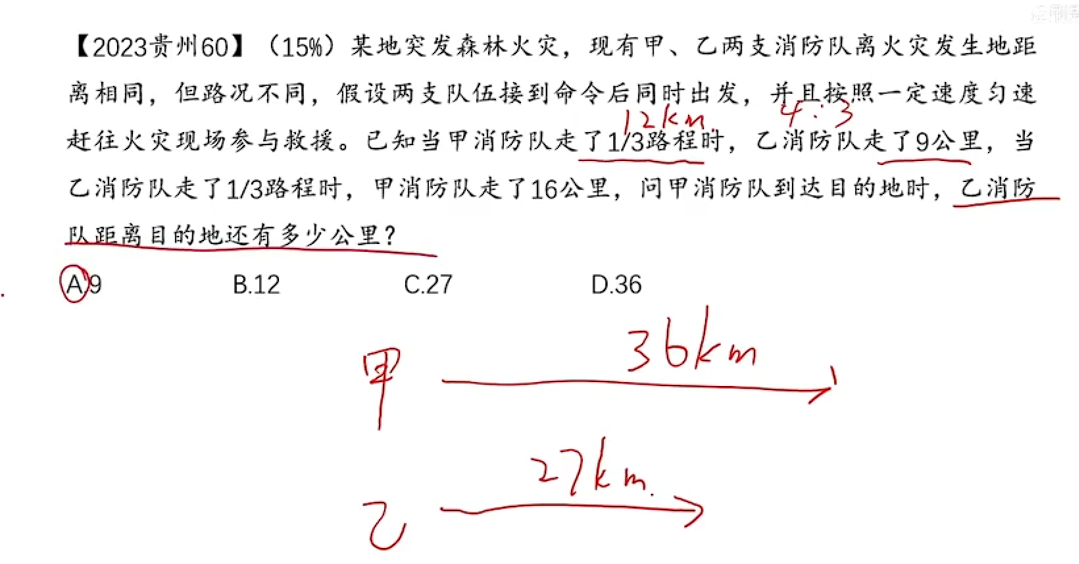 【2023贵州60】（15%）某地突发森林火灾，现有甲、乙两支消防队离火灾发生地距
离相同，但路况不同，假设两支队伍接到命令后同时出发，并且按照一定速度匀速
12km 4:3
赶往火灾现场参与救援。已知当甲消防队走了1/3路程时，乙消防队走了9公里，当
乙消防队走了1/3路程时，甲消防队走了16公里，问甲消防队到达目的地时，乙消防
队距离目的地还有多少公里？
A.9 B.12 C.27 D.36
36km
甲
27km
乙